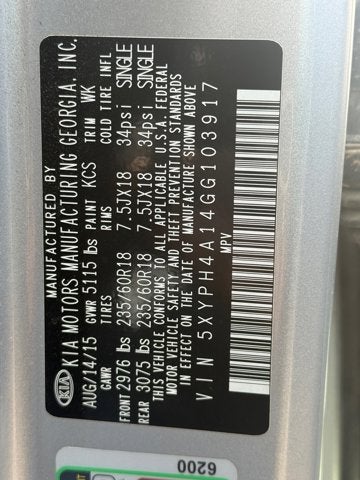 MANUFACTURED BY
KIA KIA MOTORS MANUFACTURING GEORGIA, INC.
AUG/14/15 GVWR 5115 lbs PAINT KCS TRIM WK
GAWR TIRES RIMS COLD TIRE INFL
FRONT 2976 lbs 235/60R18 7.5JX18 34psi SINGLE
REAR 3075 lbs 235/60R18 7.5JX18 34psi SINGLE
THIS VEHICLE CONFORMS TO ALL APPLICABLE U.S.A. FEDERAL
MOTOR VEHICLE SAFETY AND THEFT PREVENTION STANDARDS
IN EFFECT ON THE DATE OF MANUFACTURE SHOWN ABOVE
VIN 5XYPH4A14GG103917
MPV
6200